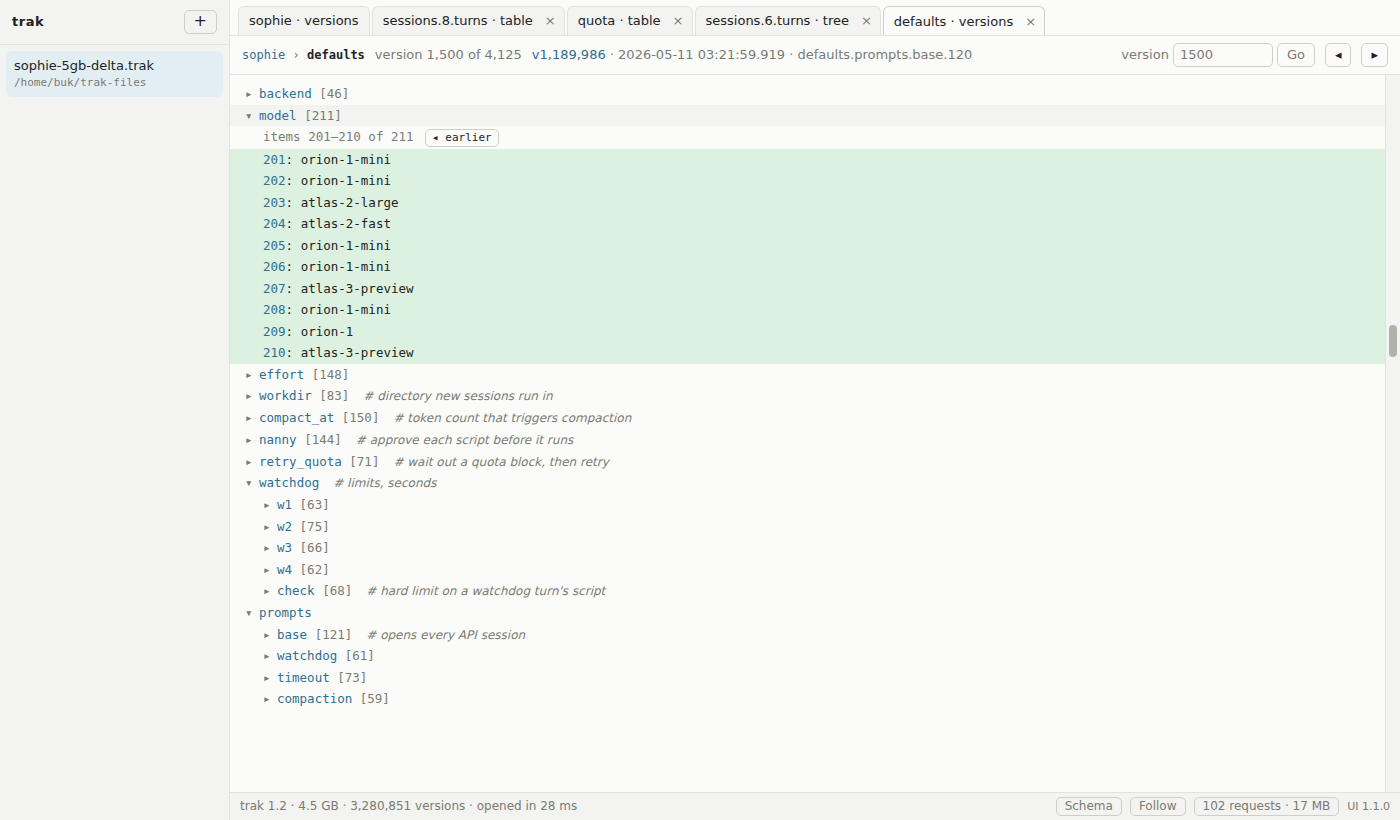 trak
+
sophie-5gb-delta.trak
/home/buk/trak-files
sophie · versions
sessions.8.turns · table ×
quota · table ×
sessions.6.turns · tree ×
defaults · versions ×
sophie › defaults version 1,500 of 4,125 v1,189,986 · 2026-05-11 03:21:59.919 · defaults.prompts.base.120
version 1500 Go ◂ ▸
▸ backend [46]
▾ model [211]
items 201–210 of 211 ◂ earlier
201: orion-1-mini
202: orion-1-mini
203: atlas-2-large
204: atlas-2-fast
205: orion-1-mini
206: orion-1-mini
207: atlas-3-preview
208: orion-1-mini
209: orion-1
210: atlas-3-preview
▸ effort [148]
▸ workdir [83] # directory new sessions run in
▸ compact_at [150] # token count that triggers compaction
▸ nanny [144] # approve each script before it runs
▸ retry_quota [71] # wait out a quota block, then retry
▾ watchdog # limits, seconds
▸ w1 [63]
▸ w2 [75]
▸ w3 [66]
▸ w4 [62]
▸ check [68] # hard limit on a watchdog turn's script
▾ prompts
▸ base [121] # opens every API session
▸ watchdog [61]
▸ timeout [73]
▸ compaction [59]
trak 1.2 · 4.5 GB · 3,280,851 versions · opened in 28 ms
Schema Follow 102 requests · 17 MB UI 1.1.0